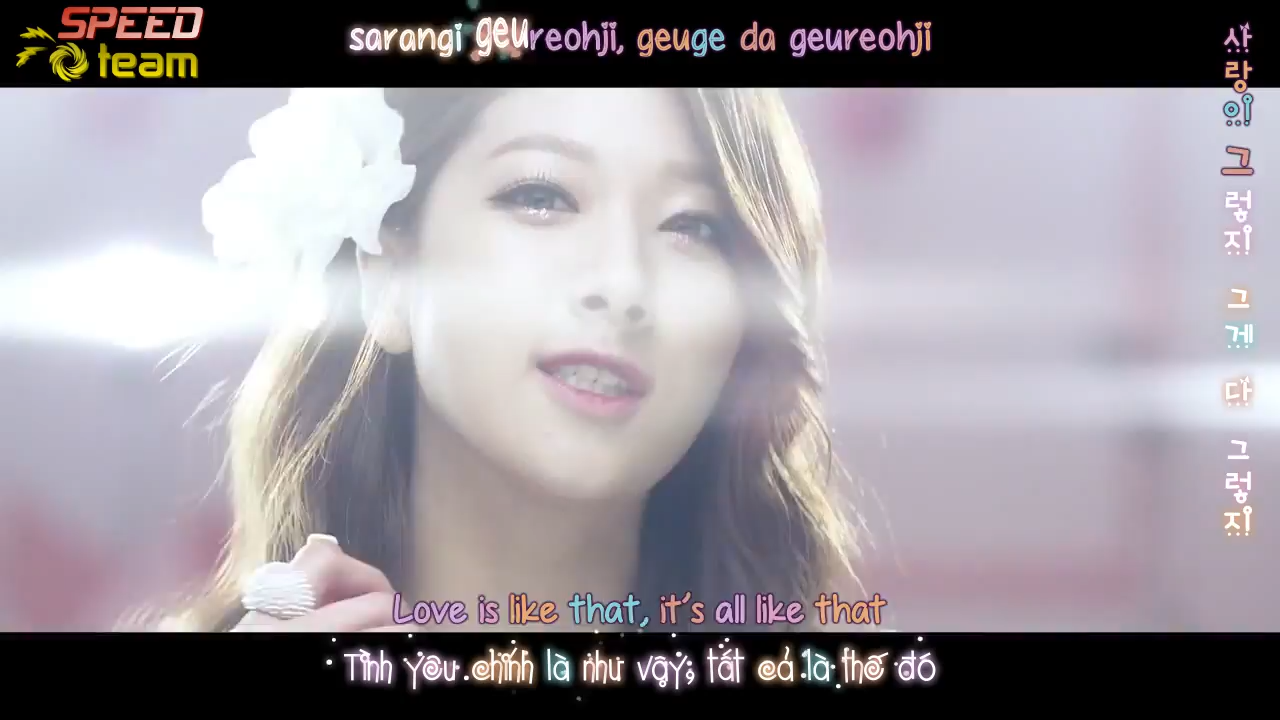 SPEED
team
sarangi geureohji, geuge da geureohji
사랑이 그렇지 그게 다 그렇지
Love is like that, it's all like that
Tình yêu chính là như vậy, tất cả là thế đó